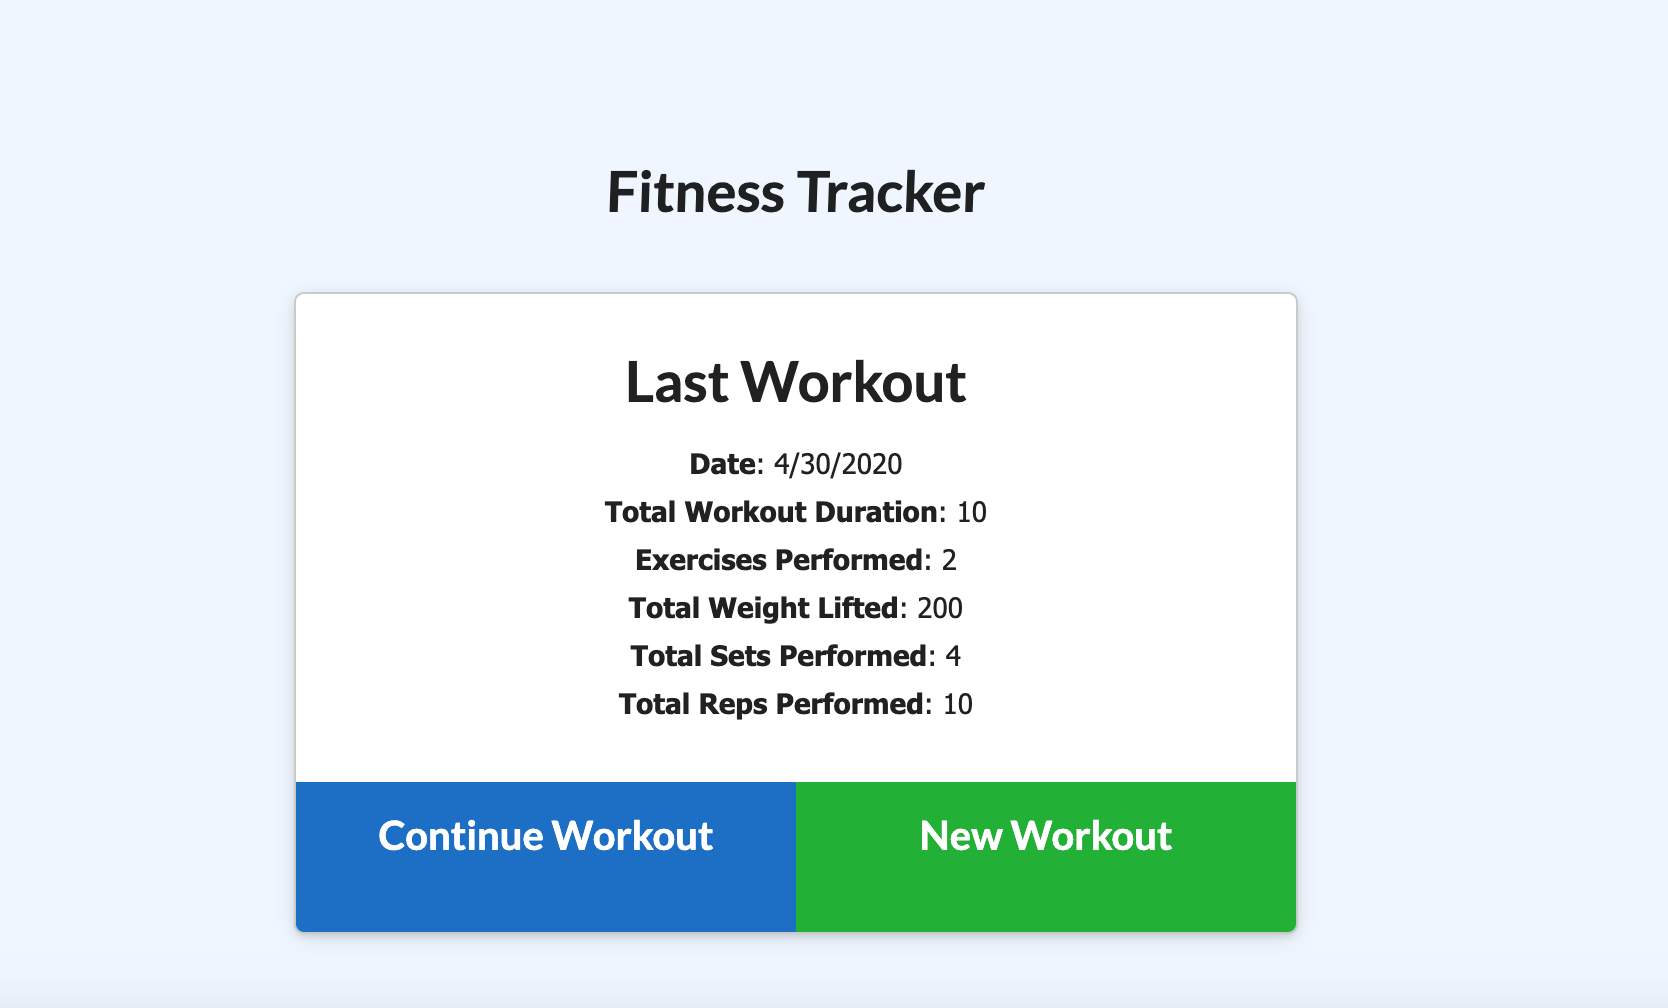 Fitness Tracker
Last Workout
Date: 4/30/2020
Total Workout Duration: 10
Exercises Performed: 2
Total Weight Lifted: 200
Total Sets Performed: 4
Total Reps Performed: 10
Continue Workout
New Workout